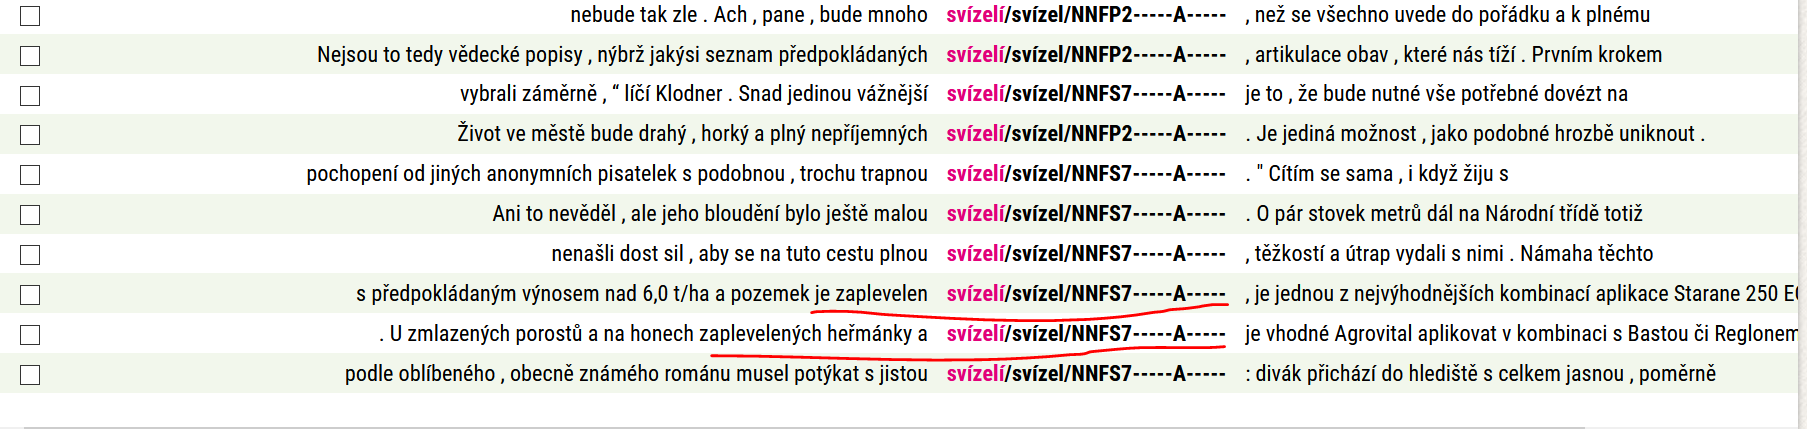 nebude tak zle . Ach , pane , bude mnoho svízelí/svízel/NNFP2-----A----- , než se všechno uvede do pořádku a k plnému
Nejsou to tedy vědecké popisy , nýbrž jakýsi seznam předpokládaných svízelí/svízel/NNFP2-----A----- , artikulace obav , které nás tíží . Prvním krokem
vybrali záměrně , “ líčí Klodner . Snad jedinou vážnější svízelí/svízel/NNFS7-----A----- je to , že bude nutné vše potřebné dovézt na
Život ve městě bude drahý , horký a plný nepříjemných svízelí/svízel/NNFP2-----A----- . Je jediná možnost , jako podobné hrozbě uniknout .
pochopení od jiných anonymních pisatelek s podobnou , trochu trapnou svízelí/svízel/NNFS7-----A----- . " Cítím se sama , i když žiju s
Ani to nevěděl , ale jeho bloudění bylo ještě malou svízelí/svízel/NNFS7-----A----- . O pár stovek metrů dál na Národní třídě totiž
nenašli dost sil , aby se na tuto cestu plnou svízelí/svízel/NNFS7-----A----- , těžkostí a útrap vydali s nimi . Námaha těchto
s předpokládaným výnosem nad 6,0 t/ha a pozemek je zaplevelen svízelí/svízel/NNFS7-----A----- , je jednou z nejvýhodnějších kombinací aplikace Starane 250 EC
. U zmlazených porostů a na honech zaplevelených heřmánky a svízelí/svízel/NNFS7-----A----- je vhodné Agrovital aplikovat v kombinaci s Bastou či Reglonem
podle oblíbeného , obecně známého románu musel potýkat s jistou svízelí/svízel/NNFS7-----A----- : divák přichází do hlediště s celkem jasnou , poměrně